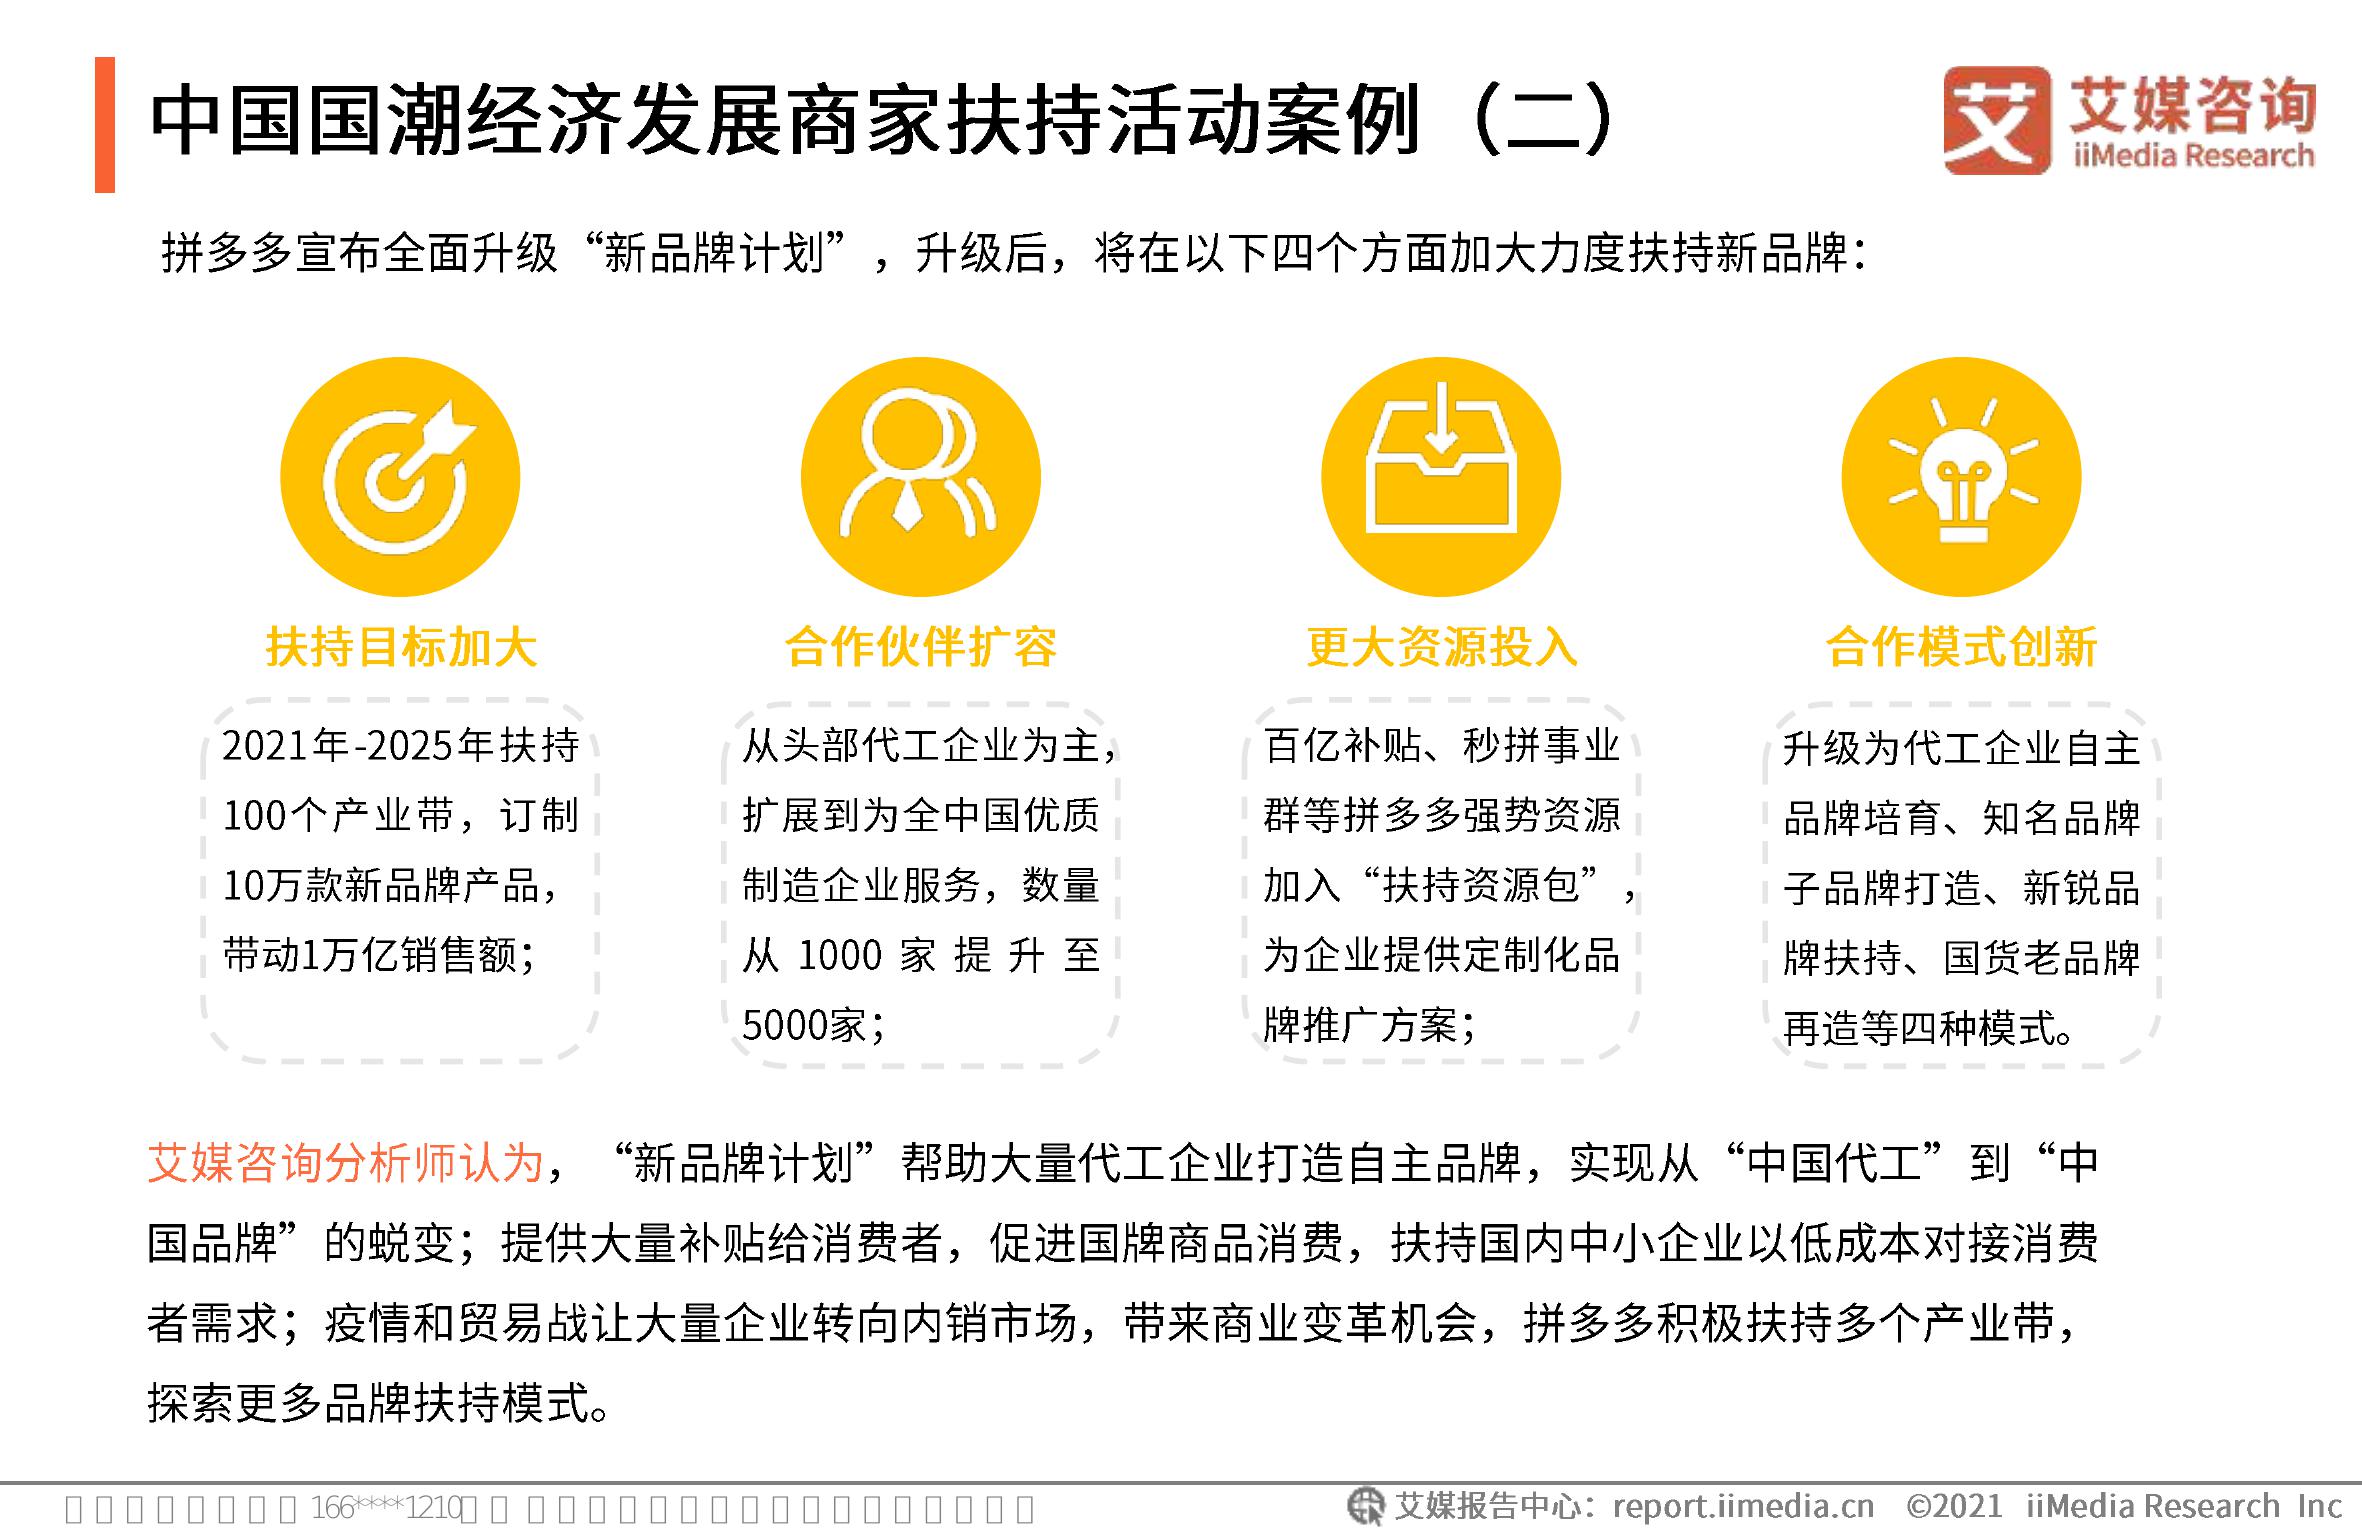 中国国潮经济发展商家扶持活动案例（二）
艾 艾媒咨询
iiMedia Research
拼多多宣布全面升级“新品牌计划”，升级后，将在以下四个方面加大力度扶持新品牌：
扶持目标加大
2021年-2025年扶持
100个产业带，订制
10万款新品牌产品，
带动1万亿销售额；
合作伙伴扩容
从头部代工企业为主，
扩展到为全中国优质
制造企业服务，数量
从 1000 家 提 升 至
5000家；
更大资源投入
百亿补贴、秒拼事业
群等拼多多强势资源
加入“扶持资源包”，
为企业提供定制化品
牌推广方案；
合作模式创新
升级为代工企业自主
品牌培育、知名品牌
子品牌打造、新锐品
牌扶持、国货老品牌
再造等四种模式。
艾媒咨询分析师认为，“新品牌计划”帮助大量代工企业打造自主品牌，实现从“中国代工”到“中
国品牌”的蜕变；提供大量补贴给消费者，促进国牌商品消费，扶持国内中小企业以低成本对接消费
者需求；疫情和贸易战让大量企业转向内销市场，带来商业变革机会，拼多多积极扶持多个产业带，
探索更多品牌扶持模式。
166****1210
艾媒报告中心：report.iimedia.cn ©2021 iiMedia Research Inc